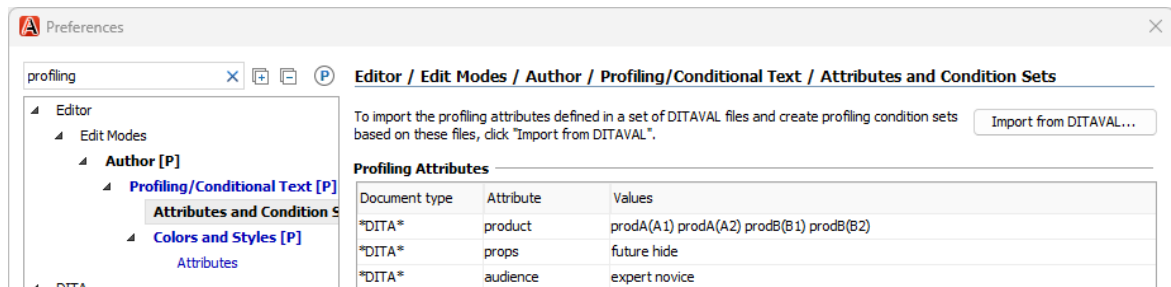 Preferences
profiling
Editor / Edit Modes / Author / Profiling/Conditional Text / Attributes and Condition Sets
Editor
Edit Modes
Author [P]
Profiling/Conditional Text [P]
Attributes and Condition S
Colors and Styles [P]
Attributes
To import the profiling attributes defined in a set of DITAVAL files and create profiling condition sets
based on these files, click "Import from DITAVAL".
Import from DITAVAL...
Profiling Attributes
Document type Attribute Values
*DITA* product prodA(A1) prodA(A2) prodB(B1) prodB(B2)
*DITA* props future hide
*DITA* audience expert novice